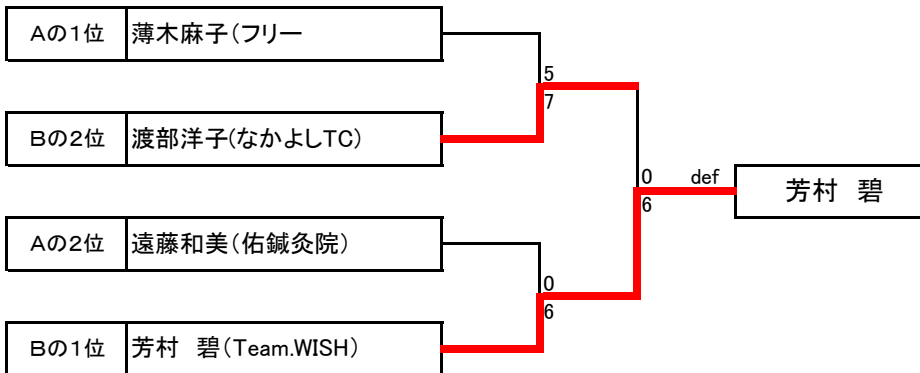 Aの1位 薄木麻子(フリー
5
7
Bの2位 渡部洋子(なかよしTC)
0 def
6
芳村 碧
Aの2位 遠藤和美(佑鍼灸院)
0
6
Bの1位 芳村 碧(Team.WISH)